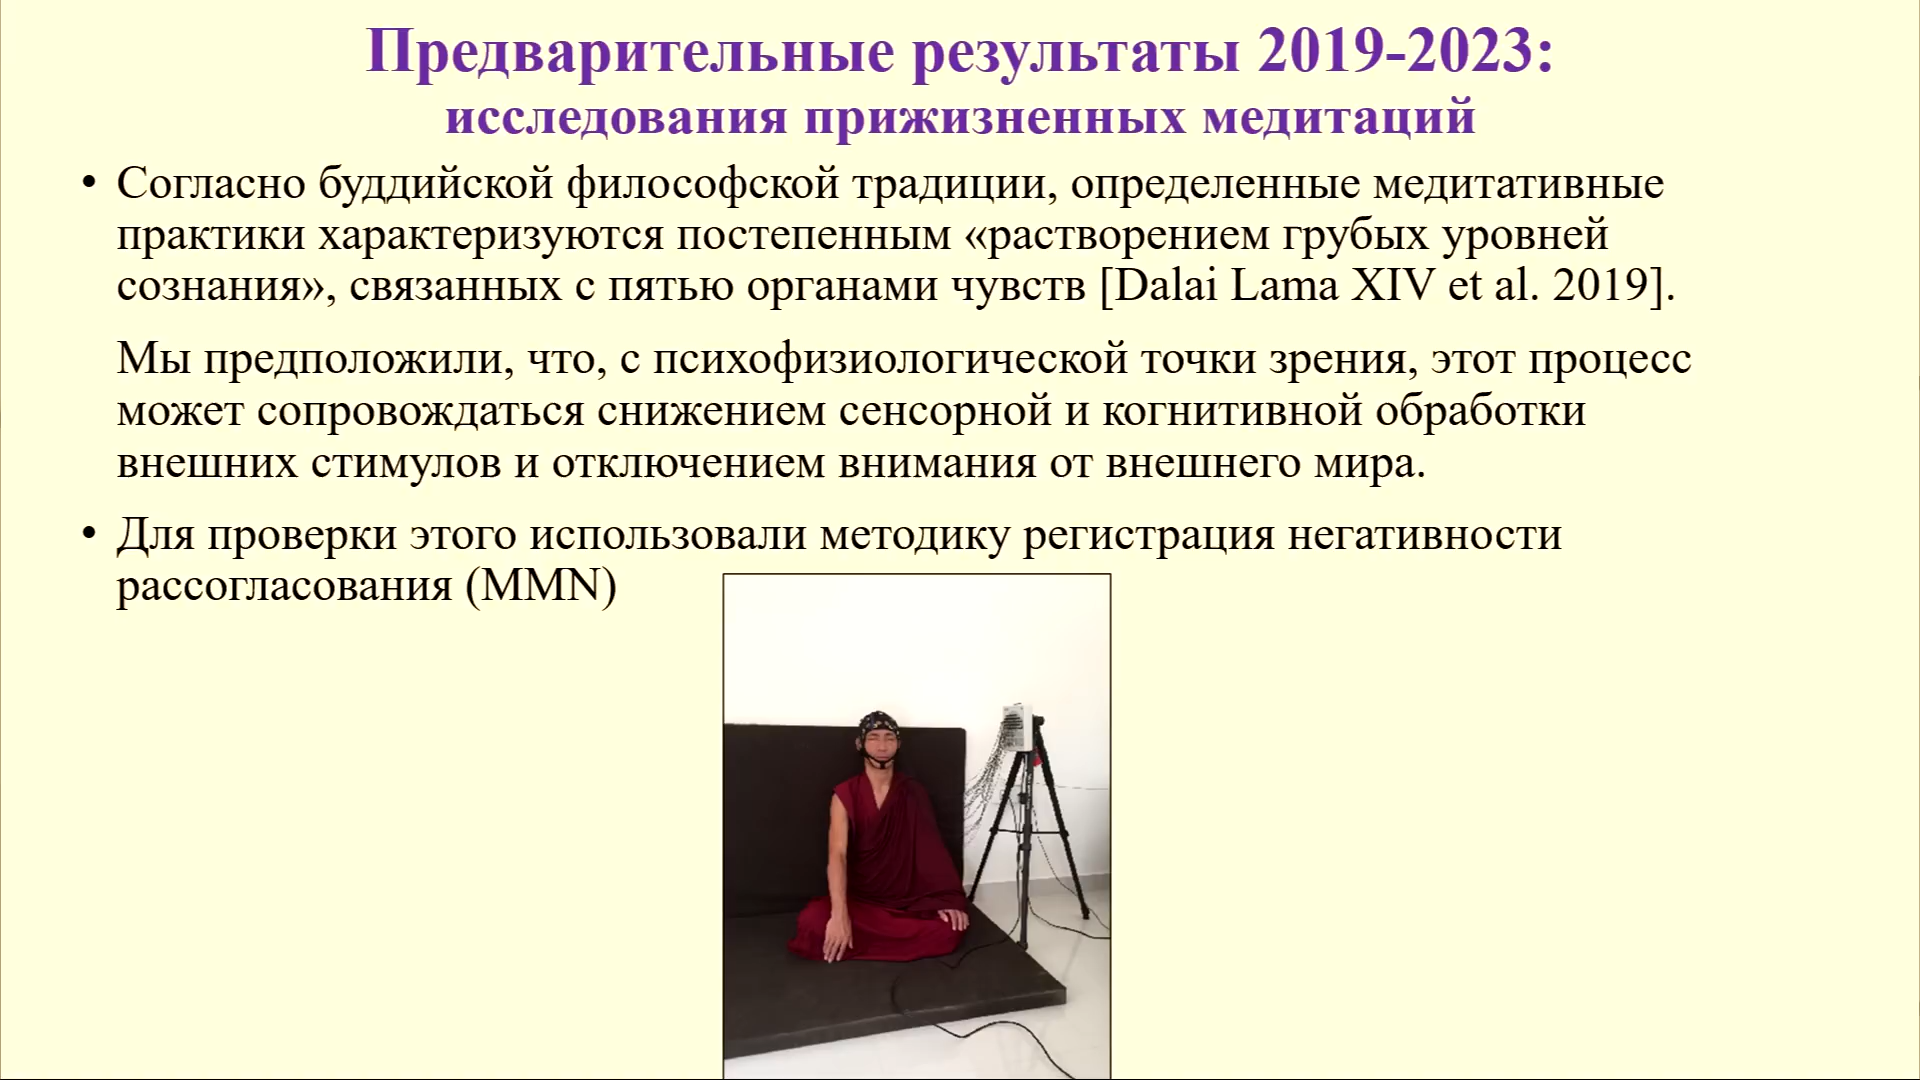 Предварительные результаты 2019-2023:
исследования прижизненных медитаций
• Согласно буддийской философской традиции, определенные медитативные
практики характеризуются постепенным «растворением грубых уровней
сознания», связанных с пятью органами чувств [Dalai Lama XIV et al. 2019].
Мы предположили, что, с психофизиологической точки зрения, этот процесс
может сопровождаться снижением сенсорной и когнитивной обработки
внешних стимулов и отключением внимания от внешнего мира.
• Для проверки этого использовали методику регистрация негативности
рассогласования (MMN)